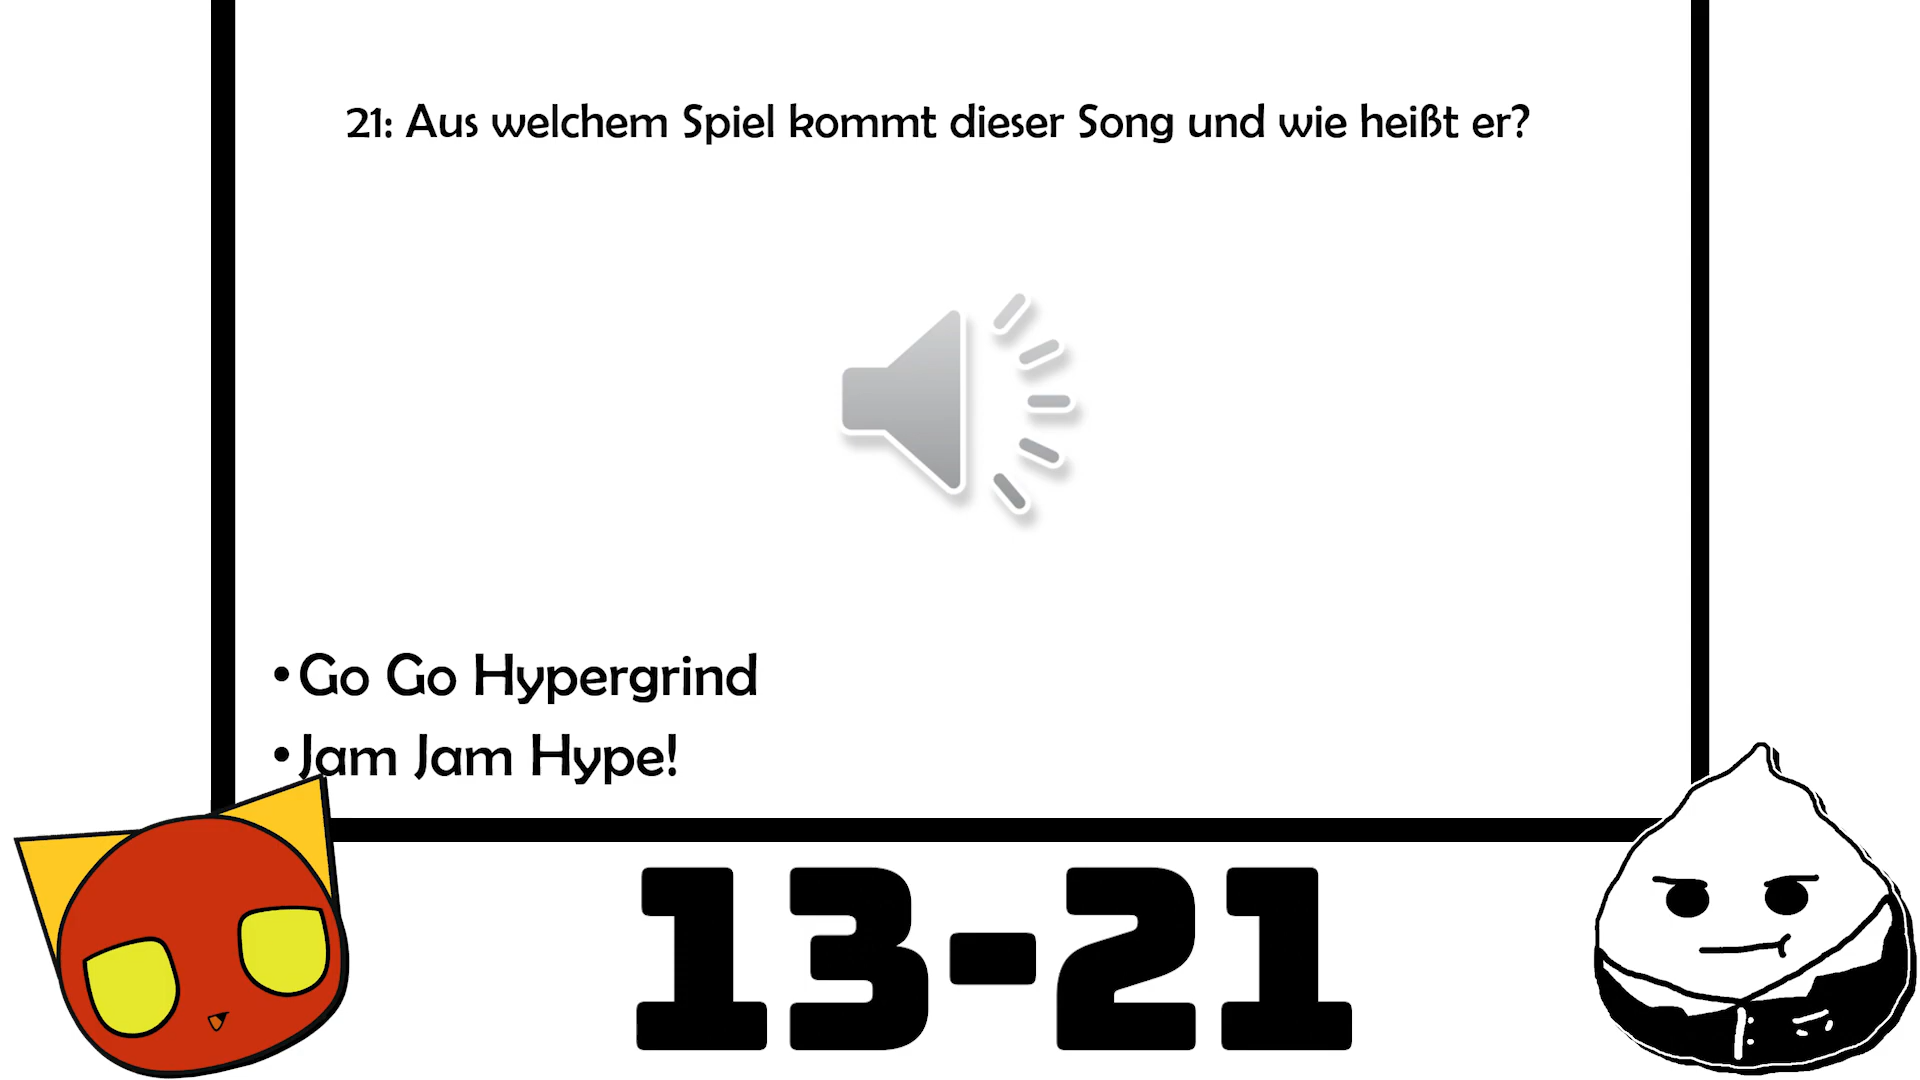 21: Aus welchem Spiel kommt dieser Song und wie heißt er?
•Go Go Hypergrind
•Jam Jam Hype!
13-21